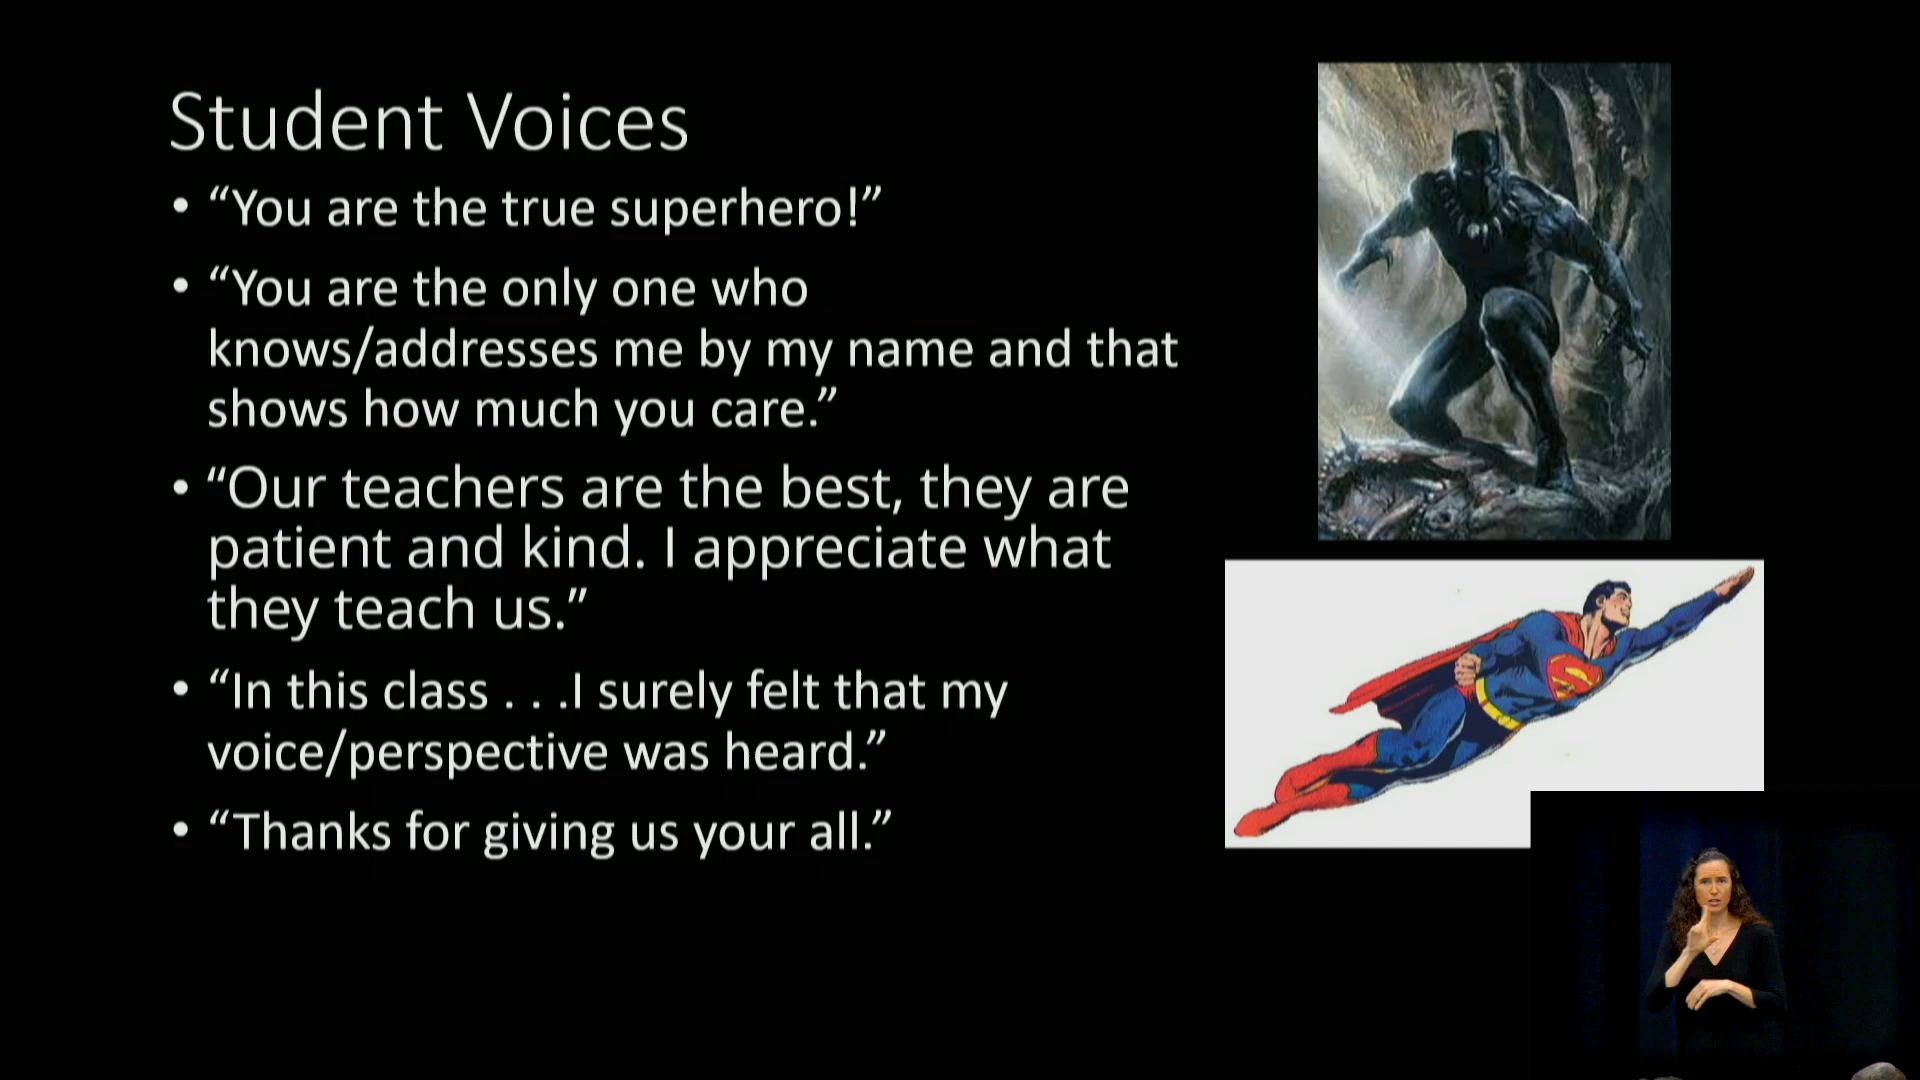 Student Voices
• “You are the true superhero!”
• “You are the only one who
knows/addresses me by my name and that
shows how much you care.”
• “Our teachers are the best, they are
patient and kind. I appreciate what
they teach us.”
• “In this class . . .I surely felt that my
voice/perspective was heard.”
• “Thanks for giving us your all.”